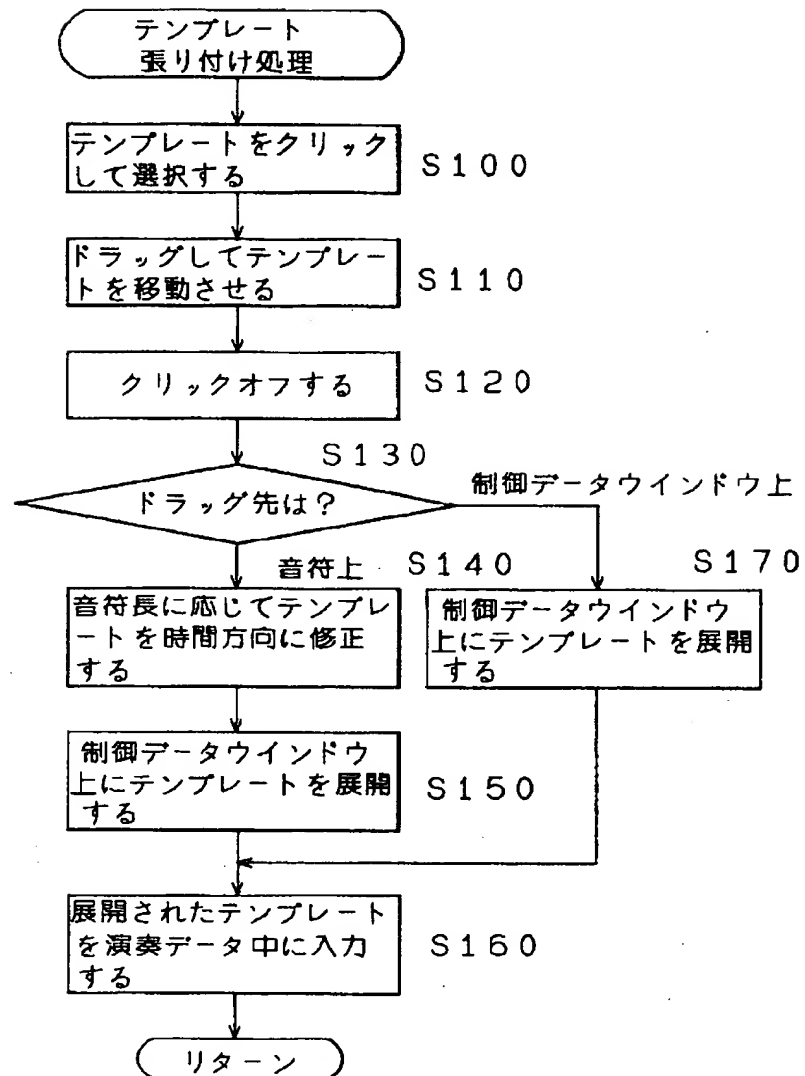 テンプレート
張り付け処理
テンプレートをクリック
して選択する
S100
ドラッグしてテンプレー
トを移動させる
S110
クリックオフする
S120
S130
ドラッグ先は?
制御データウインドウ上
音符上
S140
S170
音符長に応じてテンプレ
ートを時間方向に修正
する
制御データウインドウ
上にテンプレートを展開
する
制御データウインドウ
上にテンプレートを展開
する
S150
展開されたテンプレート
を演奏データ中に入力
する
S160
リターン